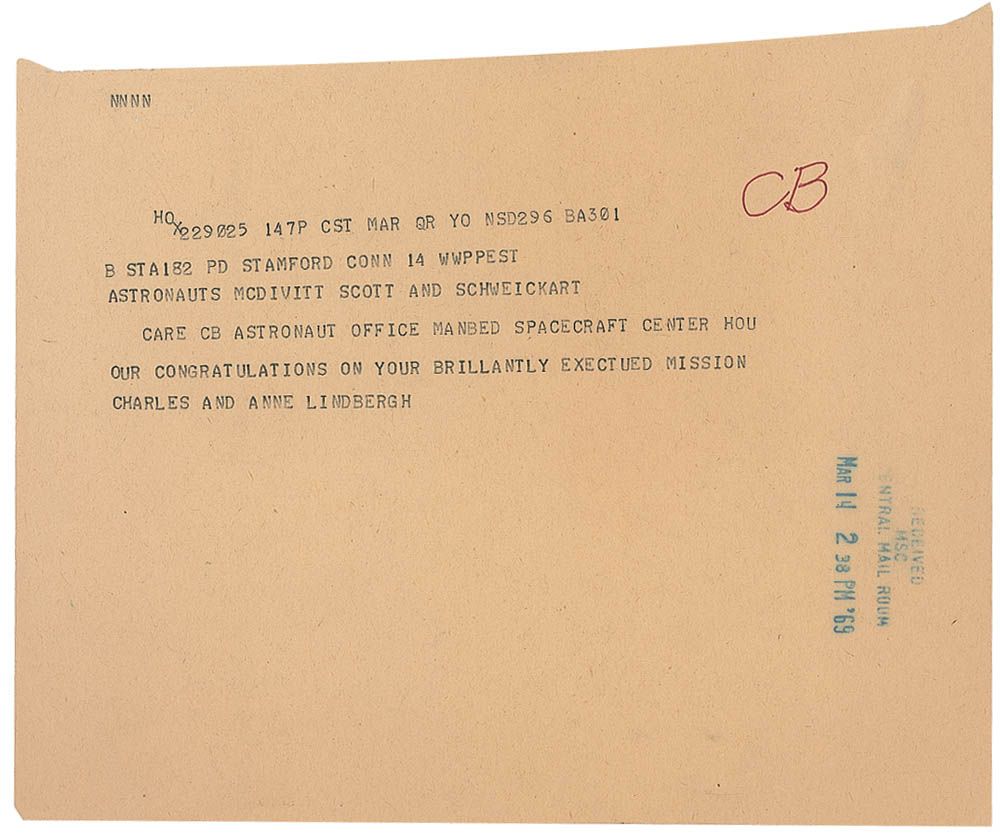 NNNN
CB
HOX229025 147P CST MAR QR YO NSD296 BA301
B STA182 PD STAMFORD CONN 14 WWPPEST
ASTRONAUTS MCDIVITT SCOTT AND SCHWEICKART
CARE CB ASTRONAUT OFFICE MANBED SPACECRAFT CENTER HOU
OUR CONGRATULATIONS ON YOUR BRILLANTLY EXECTUED MISSION
CHARLES AND ANNE LINDBERGH
RECEIVED
MSC
ENTRAL MAIL ROOM
MAR 14 2 38 PM '69